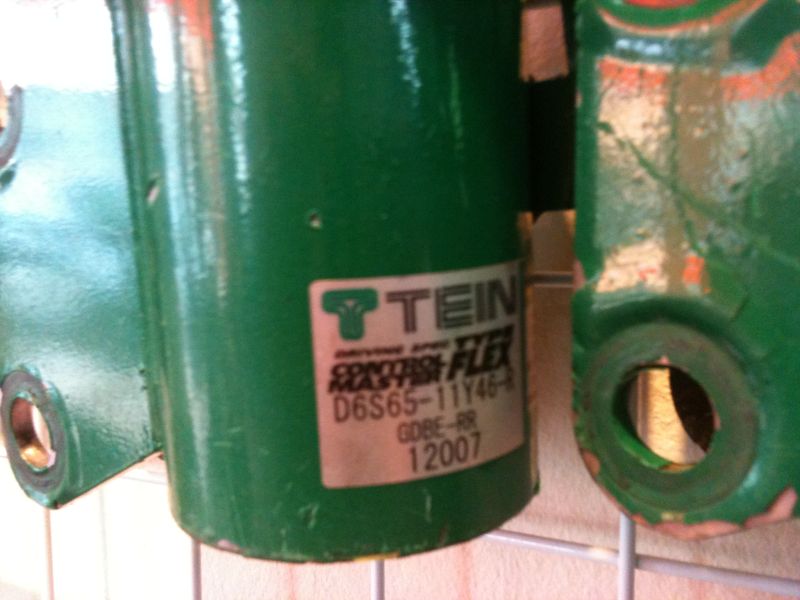 TEIN
DRIVING SPEC TYPE
CONTROL FLEX
MASTER
D6S65-11Y46-R
GDBE-RR
12007